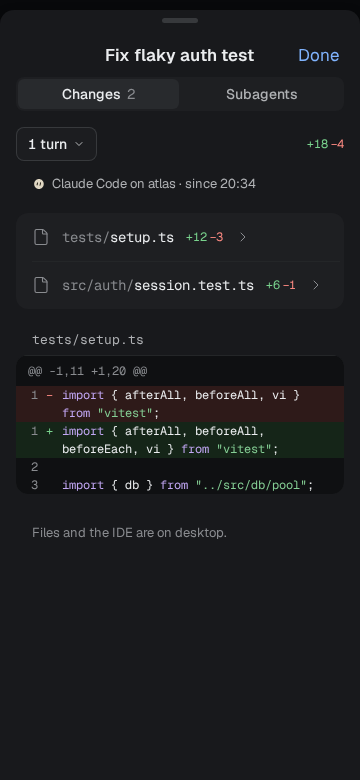 Fix flaky auth test
Done
Changes 2
Subagents
1 turn
+18 −4
Claude Code on atlas · since 20:34
tests/setup.ts +12 −3
src/auth/session.test.ts +6 −1
tests/setup.ts
@@ -1,11 +1,20 @@
1 − import { afterAll, beforeAll, vi }
from "vitest";
1 + import { afterAll, beforeAll,
beforeEach, vi } from "vitest";
2
3 import { db } from "../src/db/pool";
Files and the IDE are on desktop.